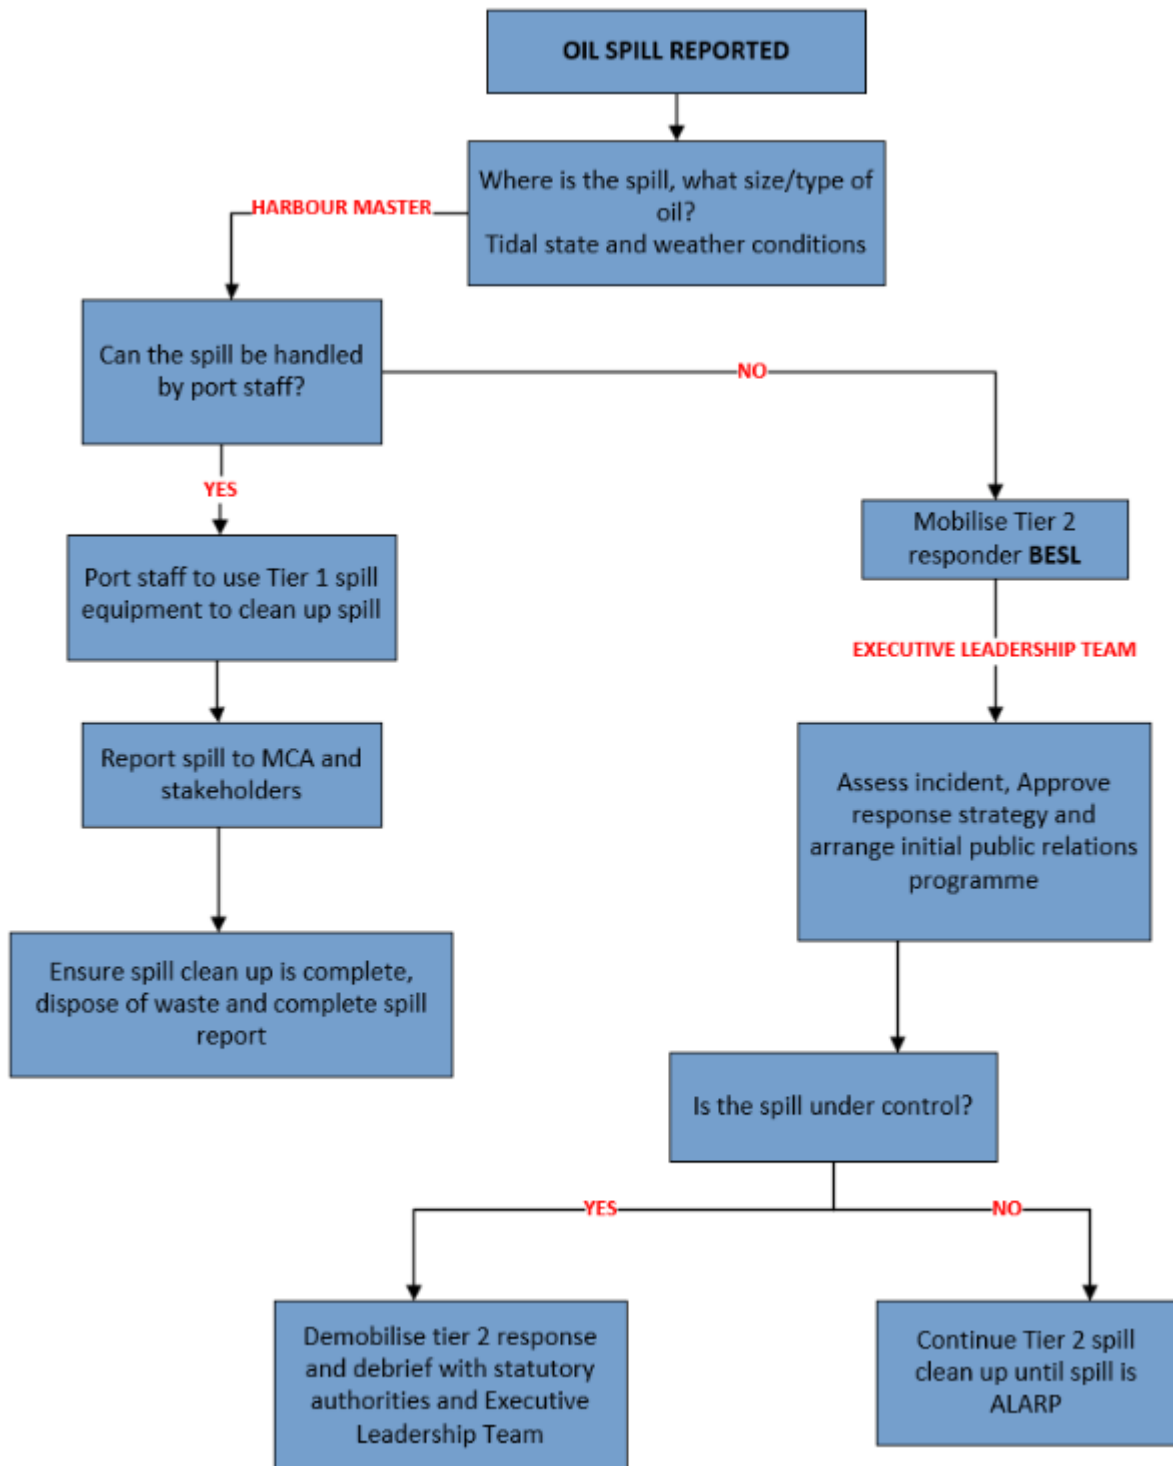 OIL SPILL REPORTED
Where is the spill, what size/type of
oil?
Tidal state and weather conditions
HARBOUR MASTER
Can the spill be handled
by port staff?
NO
YES
Mobilise Tier 2
responder BESL
Port staff to use Tier 1 spill
equipment to clean up spill
EXECUTIVE LEADERSHIP TEAM
Report spill to MCA and
stakeholders
Assess incident, Approve
response strategy and
arrange initial public relations
programme
Ensure spill clean up is complete,
dispose of waste and complete spill
report
Is the spill under control?
YES
NO
Demobilise tier 2 response
and debrief with statutory
authorities and Executive
Leadership Team
Continue Tier 2 spill
clean up until spill is
ALARP